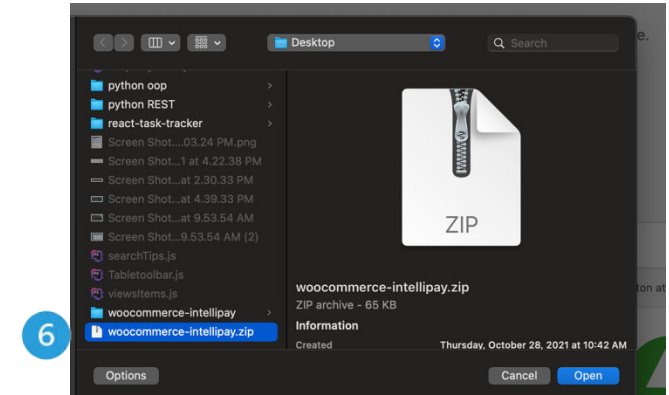 Desktop
Search
e.
python oop
python REST
react-task-tracker
Screen Shot....03.24 PM.png
Screen Shot...1 at 4.22.38 PM
Screen Shot...at 2.30.33 PM
Screen Shot...at 4.39.33 PM
Screen Shot...at 9.53.54 AM
Screen Shot...9.53.54 AM (2)
searchTips.js
Tabletoolbar.js
viewsItems.js
woocommerce-intellipay
6
woocommerce-intellipay.zip
ZIP
woocommerce-intellipay.zip
ZIP archive - 65 KB
Information
Created Thursday, October 28, 2021 at 10:42 AM
ton at
Options
Cancel
Open